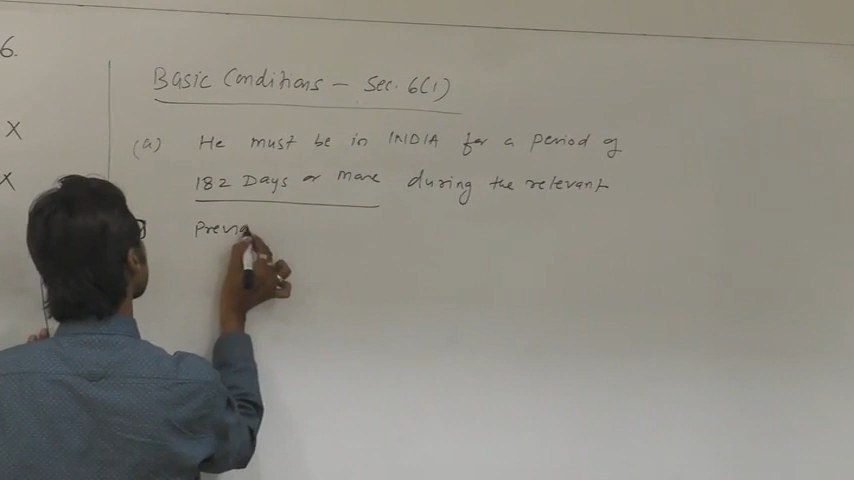 6.
X
X
Basic Conditions - Sec. 6(1)
(a) He must be in INDIA for a period of
182 Days or more during the relevant
Previo